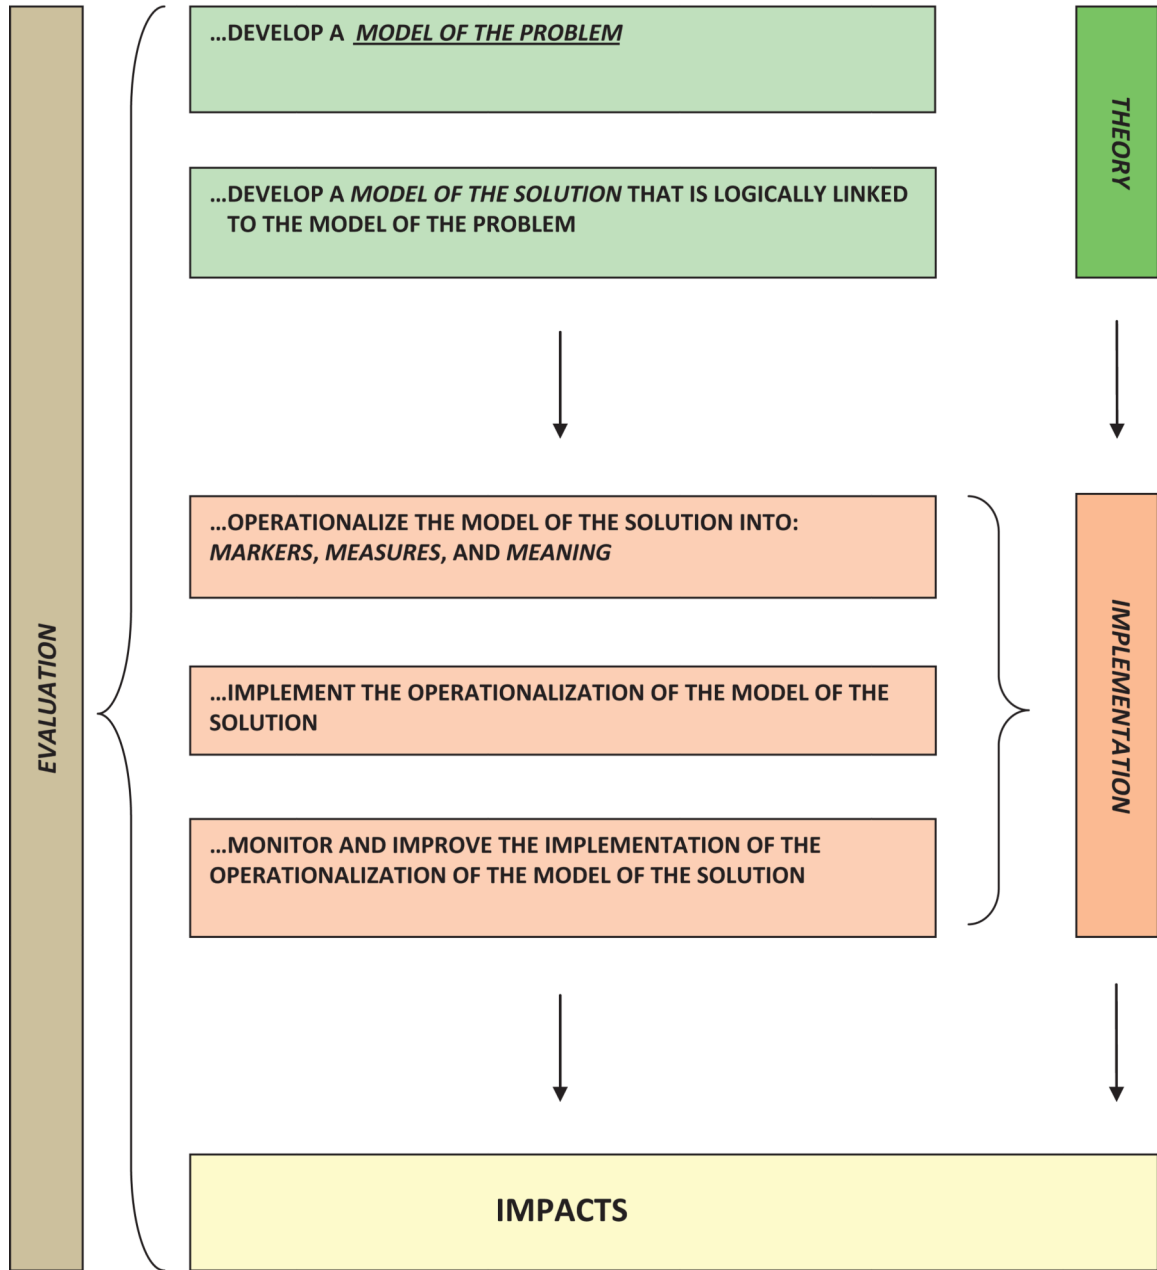 ...DEVELOP A MODEL OF THE PROBLEM
THEORY
...DEVELOP A MODEL OF THE SOLUTION THAT IS LOGICALLY LINKED
TO THE MODEL OF THE PROBLEM
...OPERATIONALIZE THE MODEL OF THE SOLUTION INTO:
MARKERS, MEASURES, AND MEANING
EVALUATION
...IMPLEMENT THE OPERATIONALIZATION OF THE MODEL OF THE
SOLUTION
IMPLEMENTATION
...MONITOR AND IMPROVE THE IMPLEMENTATION OF THE
OPERATIONALIZATION OF THE MODEL OF THE SOLUTION
IMPACTS